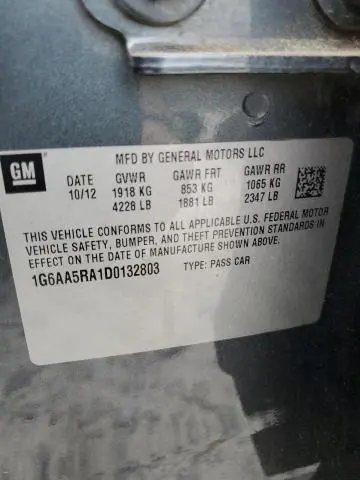 GM
MFD BY GENERAL MOTORS LLC
DATE GVWR GAWR FRT GAWR RR
10/12 1918 KG 853 KG 1065 KG
4228 LB 1881 LB 2347 LB
THIS VEHICLE CONFORMS TO ALL APPLICABLE U.S. FEDERAL MOTOR
VEHICLE SAFETY, BUMPER, AND THEFT PREVENTION STANDARDS IN
EFFECT ON THE DATE OF MANUFACTURE SHOWN ABOVE.
1G6AA5RA1D0132803 TYPE: PASS CAR